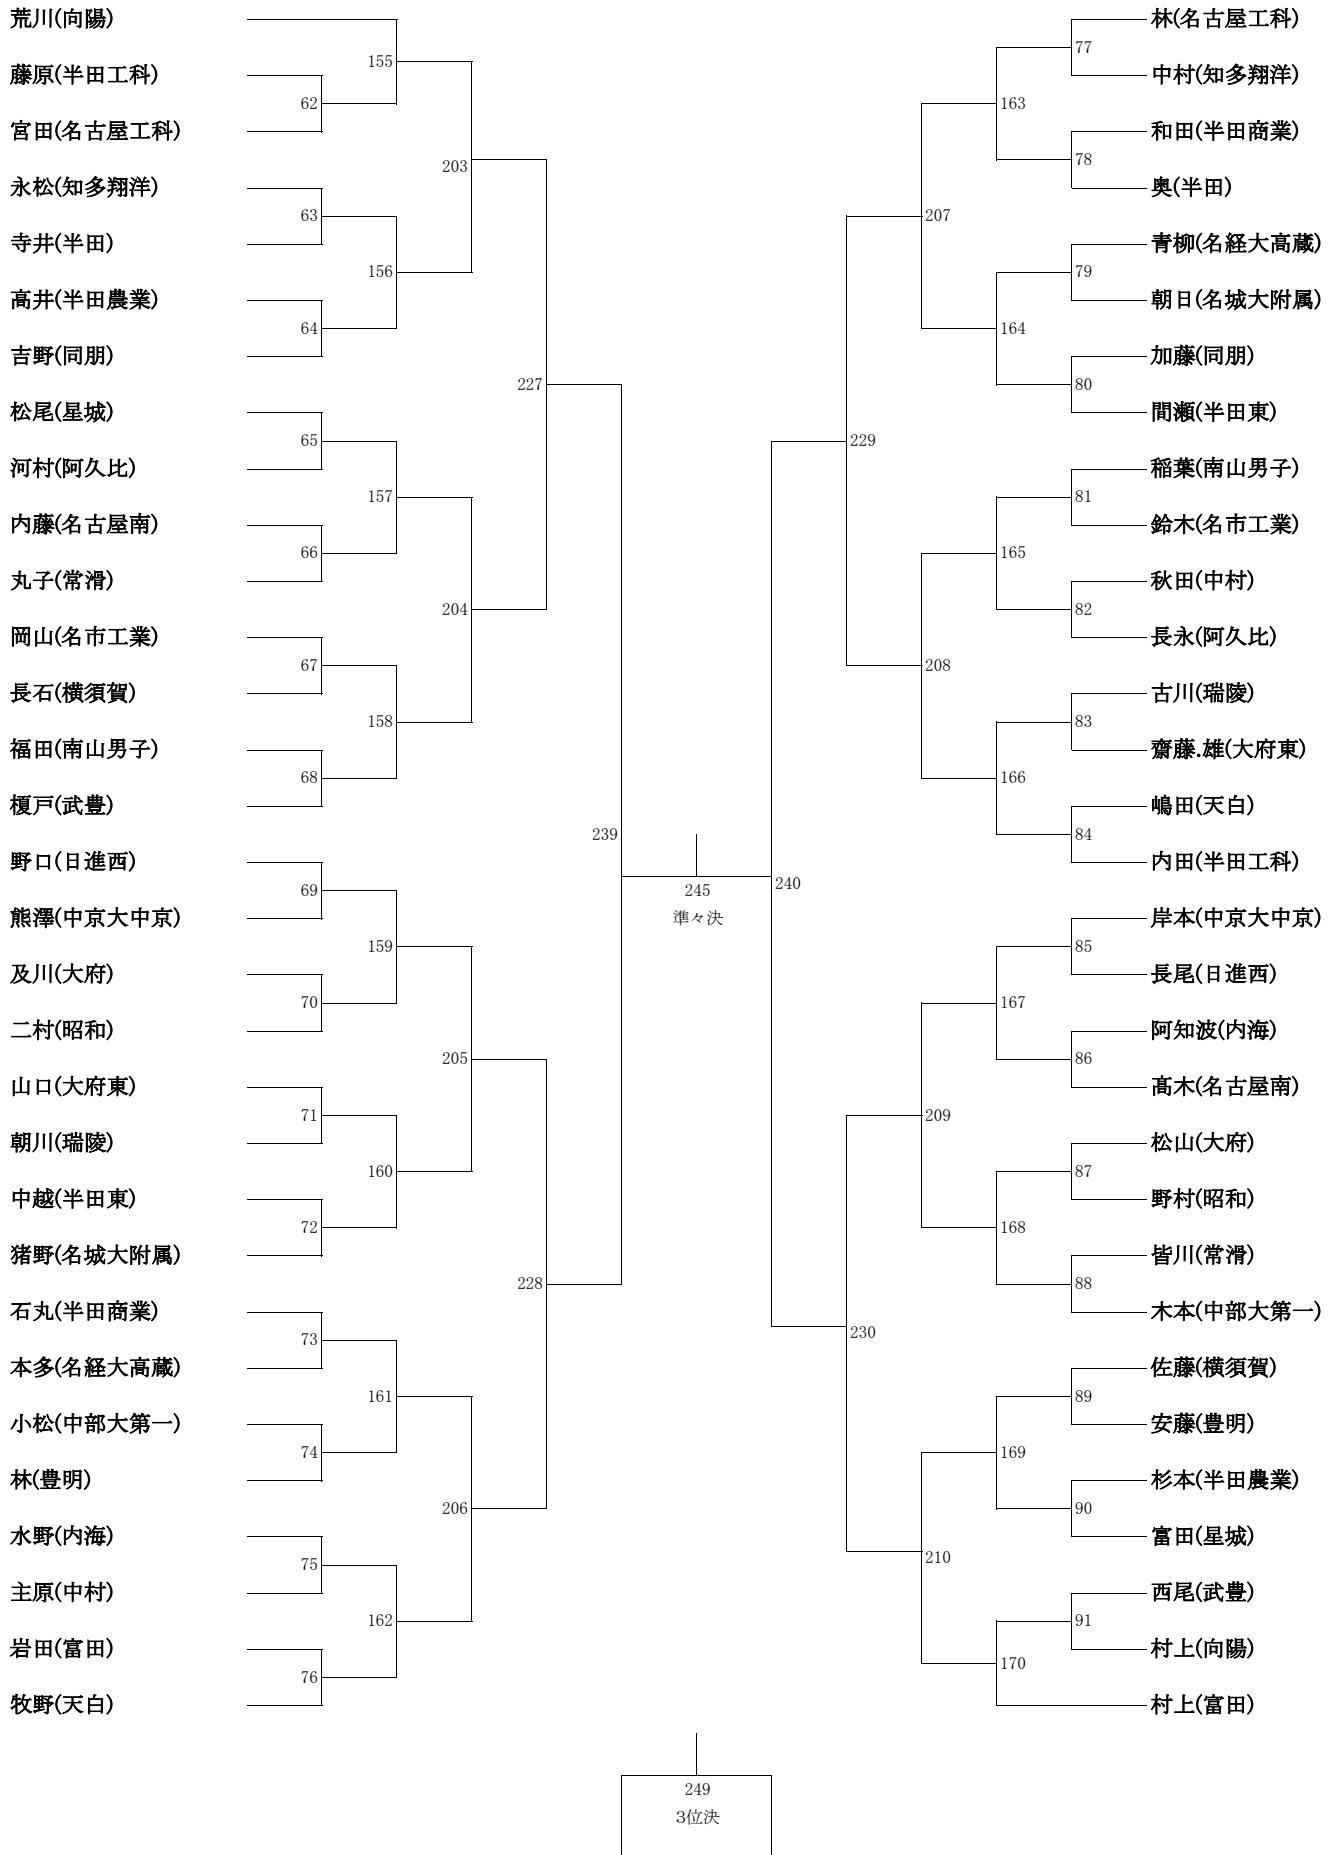 荒川(向陽)
藤原(半田工科)
宮田(名古屋工科)
永松(知多翔洋)
寺井(半田)
高井(半田農業)
吉野(同朋)
松尾(星城)
河村(阿久比)
内藤(名古屋南)
丸子(常滑)
岡山(名市工業)
長石(横須賀)
福田(南山男子)
榎戸(武豊)
野口(日進西)
熊澤(中京大中京)
及川(大府)
二村(昭和)
山口(大府東)
朝川(瑞陵)
中越(半田東)
猪野(名城大附属)
石丸(半田商業)
本多(名経大高蔵)
小松(中部大第一)
林(豊明)
水野(内海)
主原(中村)
岩田(富田)
牧野(天白)
62
63
64
65
66
67
68
69
70
71
72
73
74
75
76
155
156
157
158
159
160
161
162
203
204
205
206
227
228
239
245
準々決
240
229
230
207
208
209
210
163
164
165
166
167
168
169
170
77
78
79
80
81
82
83
84
85
86
87
88
89
90
91
林(名古屋工科)
中村(知多翔洋)
和田(半田商業)
奥(半田)
青柳(名経大高蔵)
朝日(名城大附属)
加藤(同朋)
間瀬(半田東)
稲葉(南山男子)
鈴木(名市工業)
秋田(中村)
長永(阿久比)
古川(瑞陵)
齋藤.雄(大府東)
嶋田(天白)
内田(半田工科)
岸本(中京大中京)
長尾(日進西)
阿知波(内海)
髙木(名古屋南)
松山(大府)
野村(昭和)
皆川(常滑)
木本(中部大第一)
佐藤(横須賀)
安藤(豊明)
杉本(半田農業)
富田(星城)
西尾(武豊)
村上(向陽)
村上(富田)
249
3位決